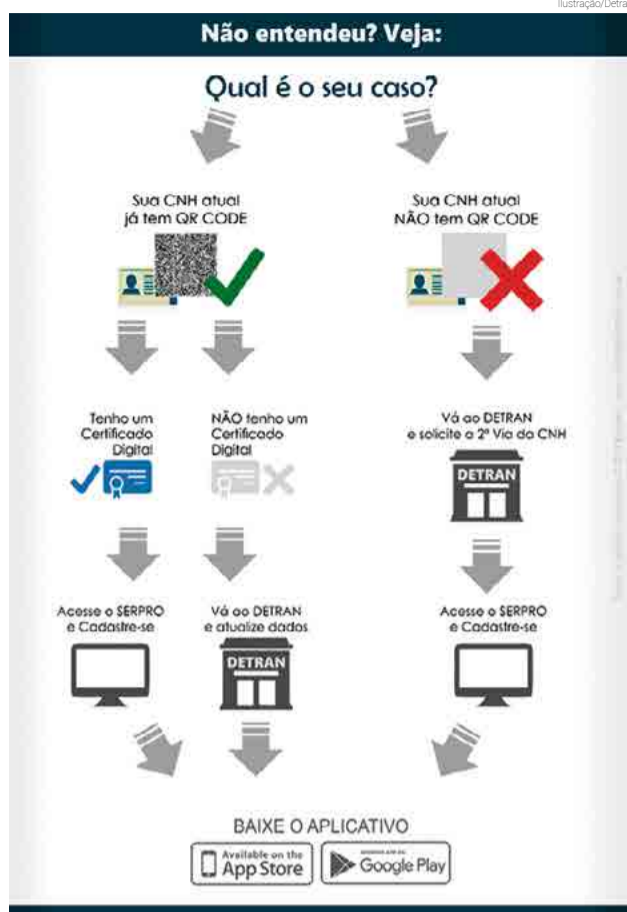 Ilustração/Detra
Não entendeu? Veja:
Qual é o seu caso?
Sua CNH atual
já tem QR CODE
Sua CNH atual
NÃO tem QR CODE
Tenho um
Certificado
Digital
NÃO tenho um
Certificado
Digital
Vá ao DETRAN
e solicite a 2ª Via da CNH
DETRAN
Acesse o SERPRO
e Cadastre-se
Vá ao DETRAN
e atualize dados
DETRAN
Acesse o SERPRO
e Cadastre-se
BAIXE O APLICATIVO
Available on the
App Store
Google Play